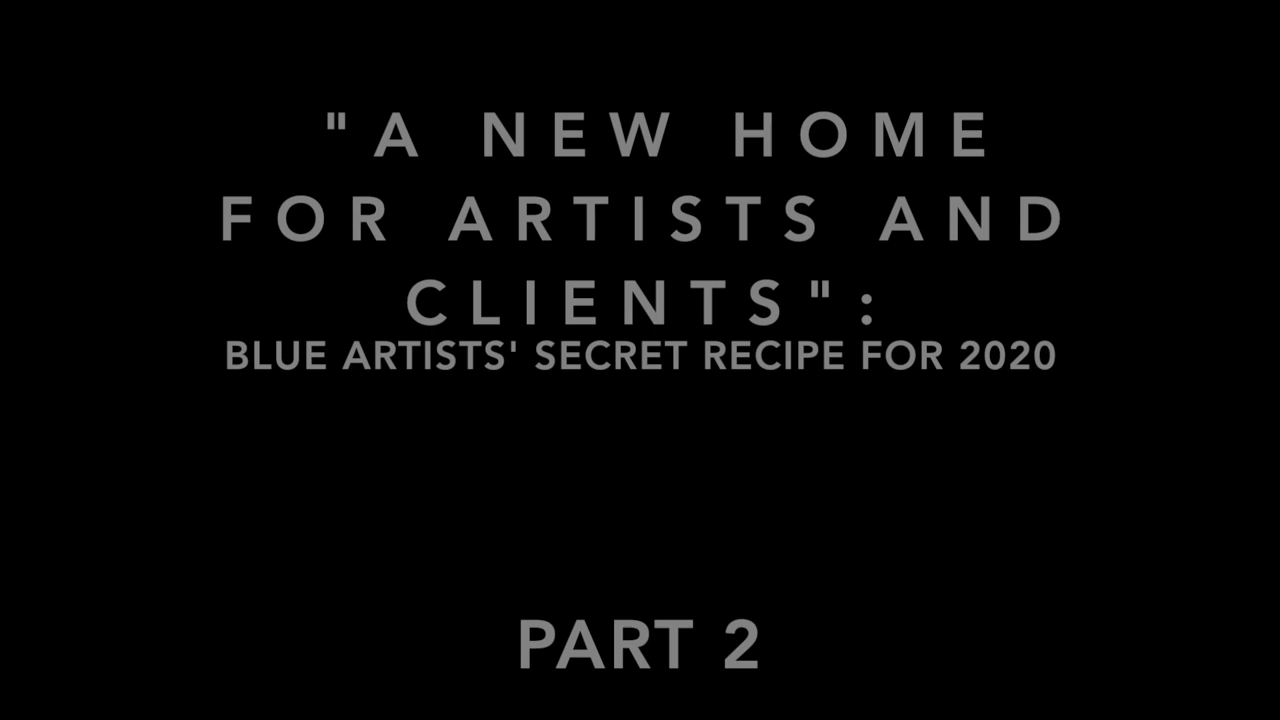 "A NEW HOME
FOR ARTISTS AND
CLIENTS":
BLUE ARTISTS' SECRET RECIPE FOR 2020
PART 2